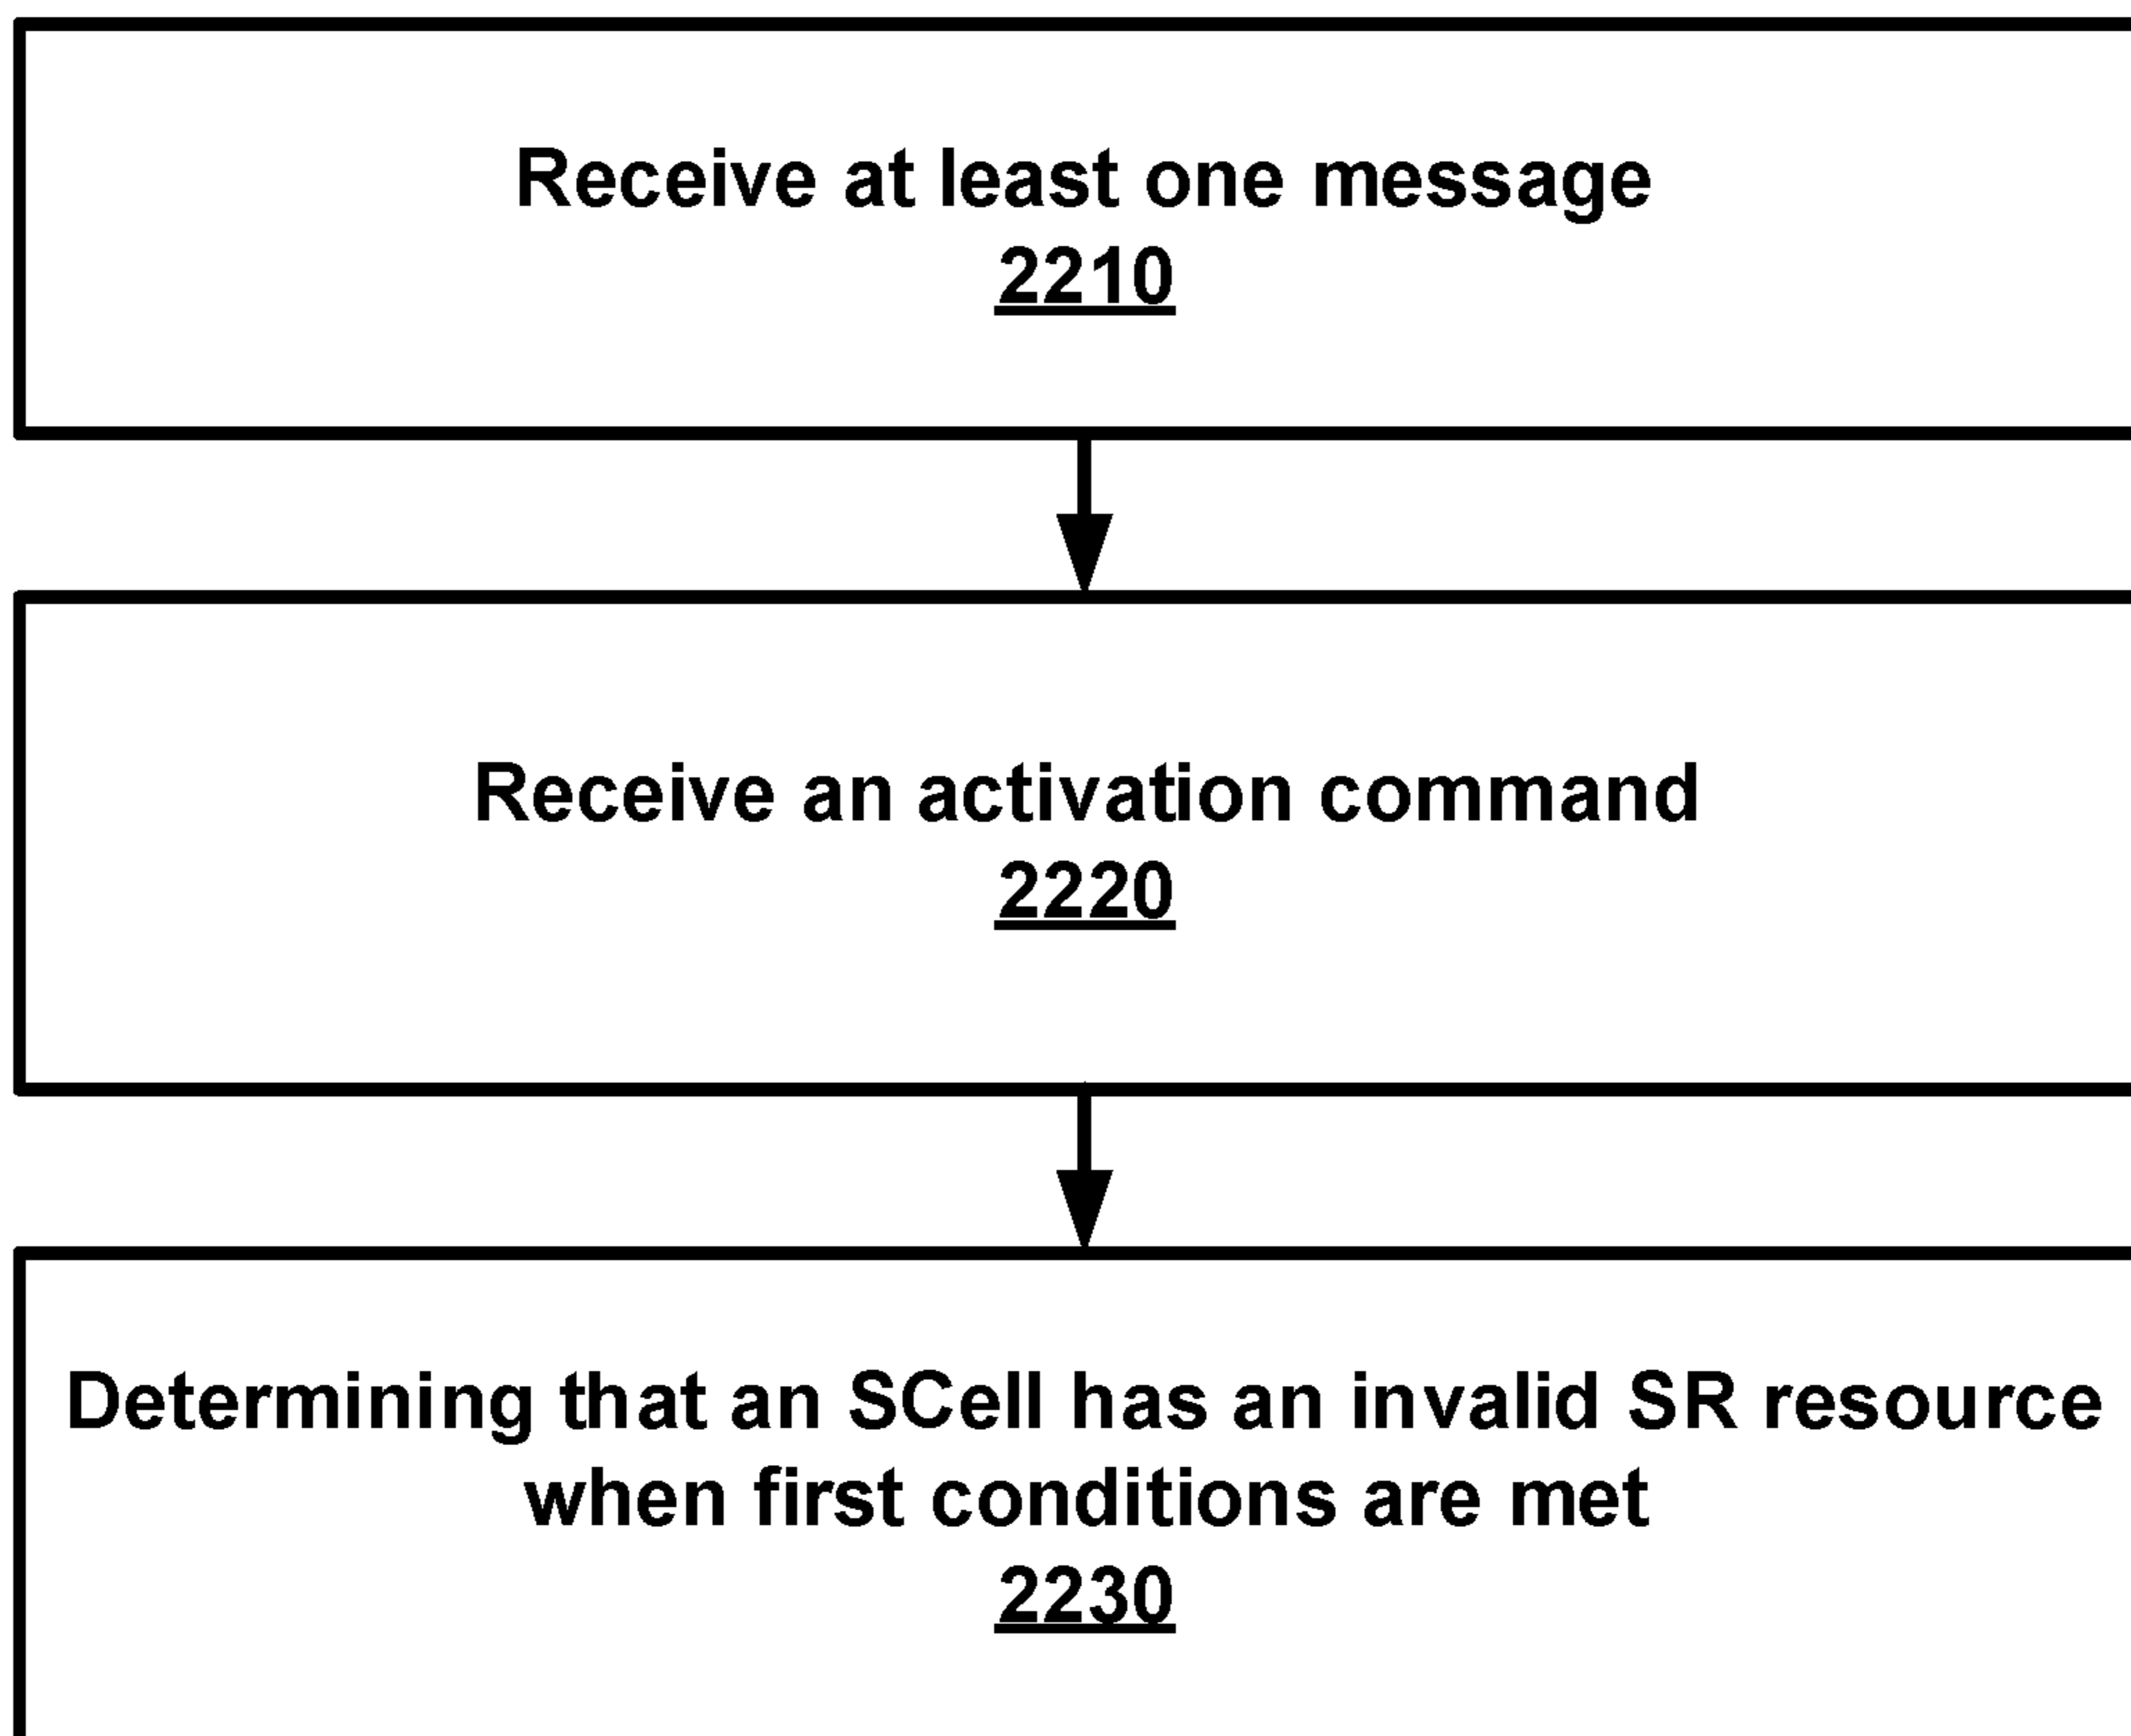 Receive at least one message
2210
Receive an activation command
2220
Determining that an SCell has an invalid SR resource
when first conditions are met
2230